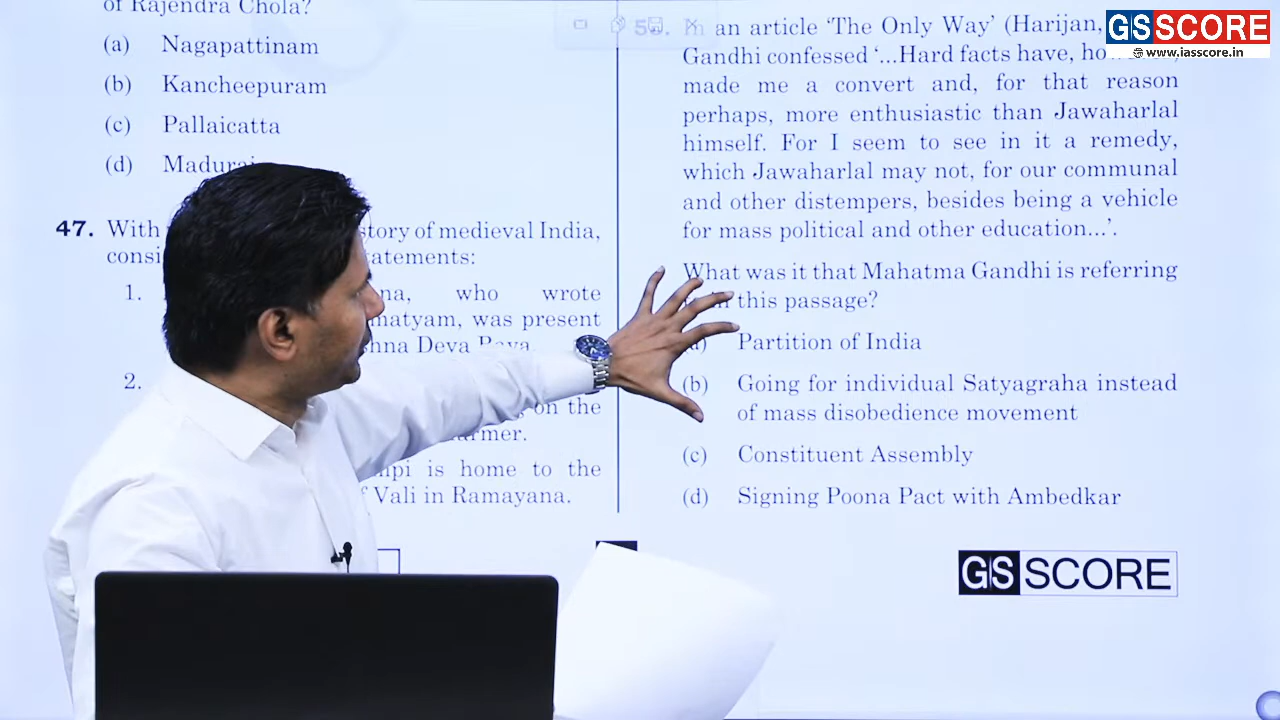 of Rajendra Chola?
(a) Nagapattinam
(b) Kancheepuram
(c) Pallaicatta
(d) Madurai
47. With story of medieval India,
consi atements:
1. na, who wrote
matyam, was present
shna Deva Raya.
2.
on the
armer.
mpi is home to the
f Vali in Ramayana.
an article ‘The Only Way’ (Harijan,
Gandhi confessed ‘...Hard facts have,
made me a convert and, for that reason
perhaps, more enthusiastic than Jawaharlal
himself. For I seem to see in it a remedy,
which Jawaharlal may not, for our communal
and other distempers, besides being a vehicle
for mass political and other education...’.
What was it that Mahatma Gandhi is referring
this passage?
Partition of India
(b) Going for individual Satyagraha instead
of mass disobedience movement
(c) Constituent Assembly
(d) Signing Poona Pact with Ambedkar
GS SCORE
GSSCORE
www.iasscore.in